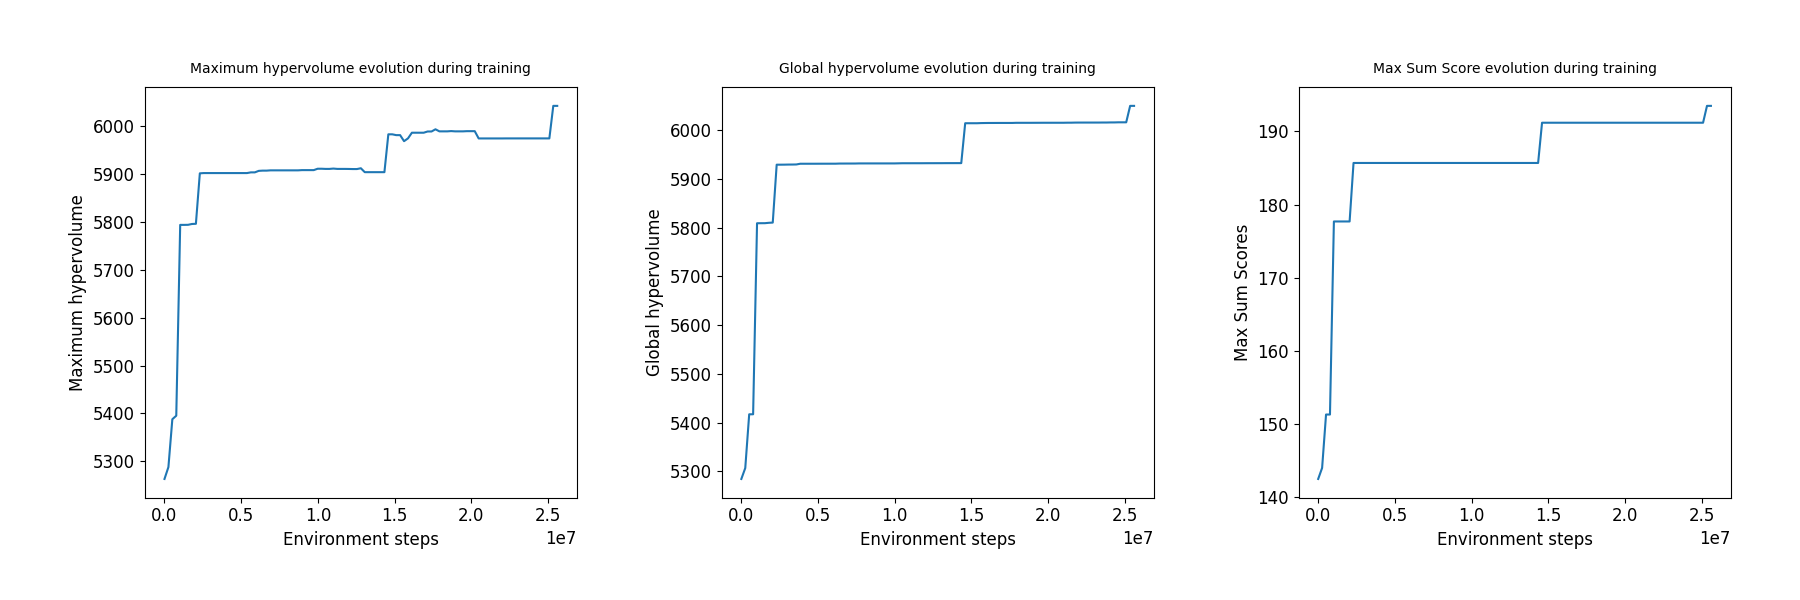 Maximum hypervolume evolution during training
Maximum hypervolume
6000
5900
5800
5700
5600
5500
5400
5300
0.0 0.5 1.0 1.5 2.0 2.5
Environment steps 1e7
Global hypervolume evolution during training
Global hypervolume
6000
5900
5800
5700
5600
5500
5400
5300
0.0 0.5 1.0 1.5 2.0 2.5
Environment steps 1e7
Max Sum Score evolution during training
Max Sum Scores
190
180
170
160
150
140
0.0 0.5 1.0 1.5 2.0 2.5
Environment steps 1e7